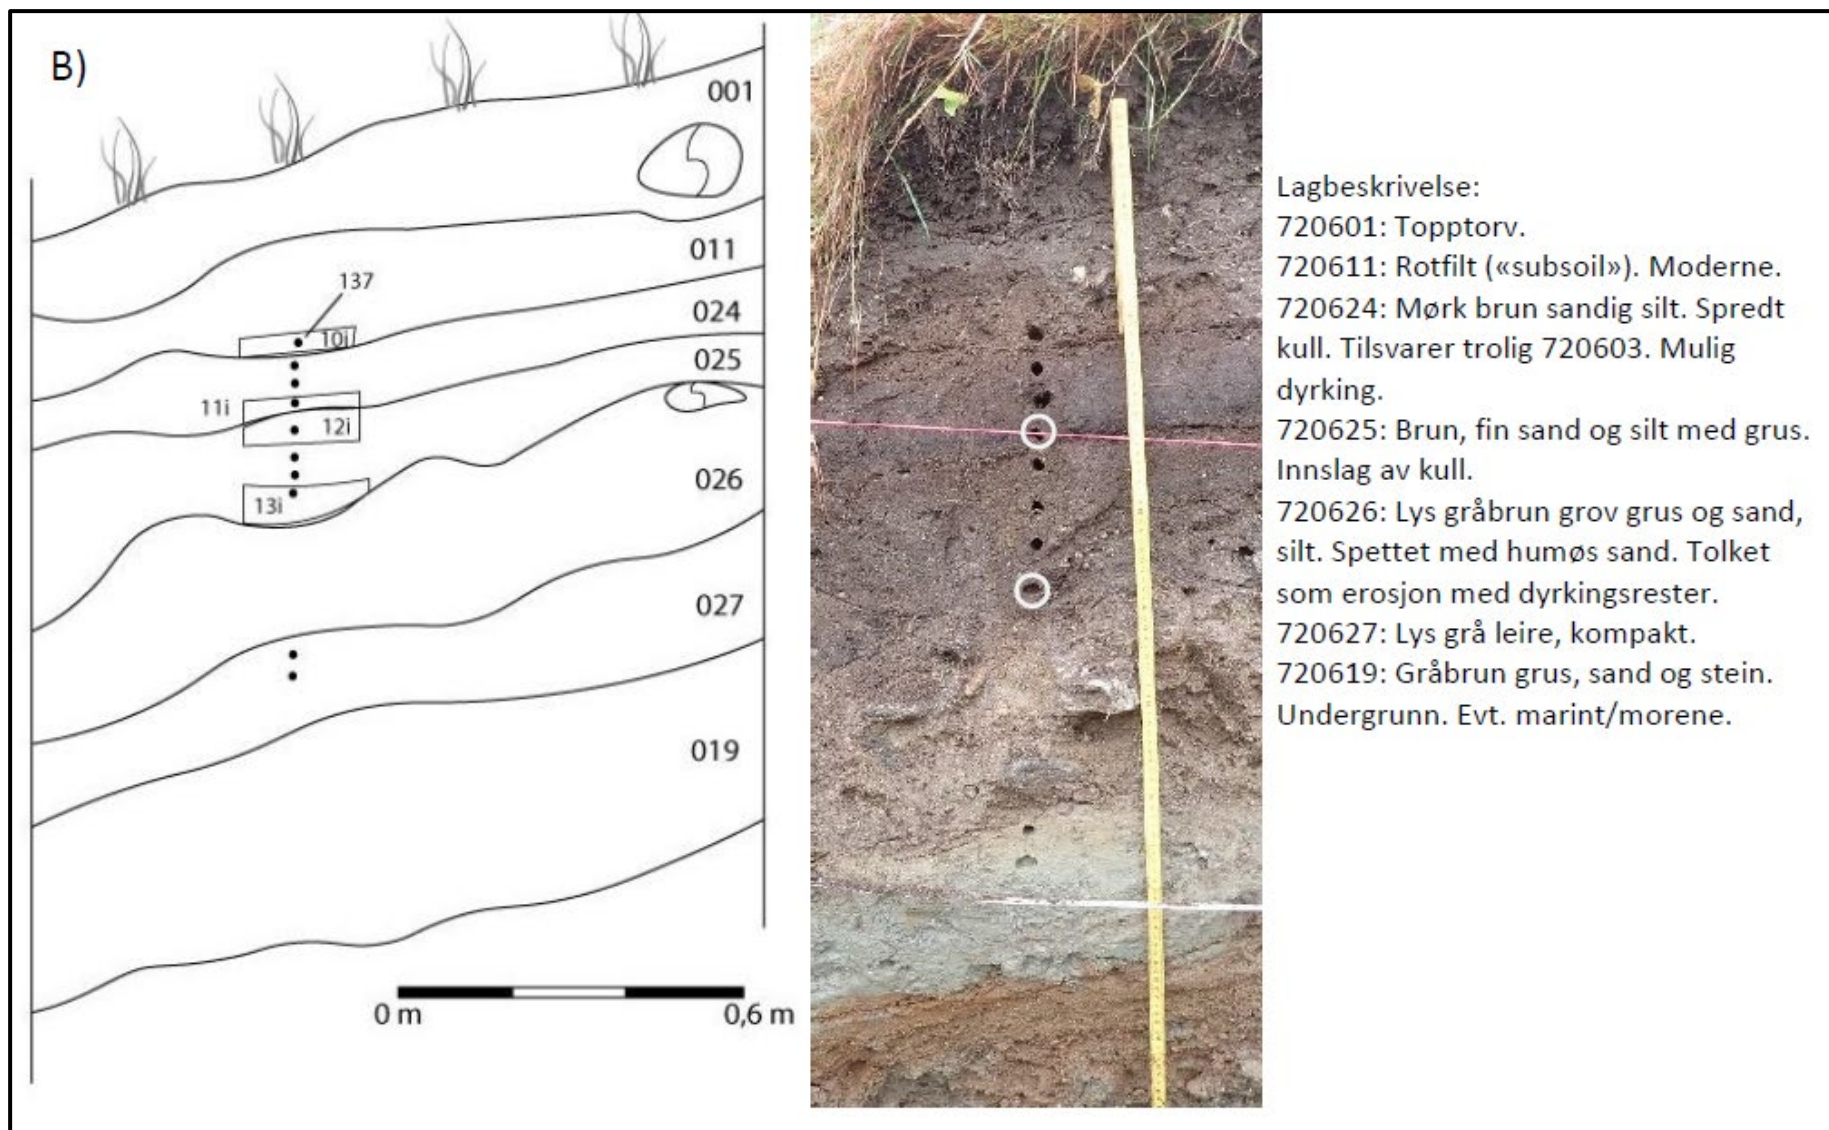 B)
001
011
137
10i
024
025
11i
12i
026
13i
027
019
0 m
0,6 m
Lagbeskrivelse:
720601: Topptorv.
720611: Rotfilt («subsoil»). Moderne.
720624: Mørk brun sandig silt. Spredt
kull. Tilsvarer trolig 720603. Mulig
dyrking.
720625: Brun, fin sand og silt med grus.
Innslag av kull.
720626: Lys gråbrun grov grus og sand,
silt. Spettet med humøs sand. Tolket
som erosjon med dyrkingsrester.
720627: Lys grå leire, kompakt.
720619: Gråbrun grus, sand og stein.
Undergrunn. Evt. marint/morene.